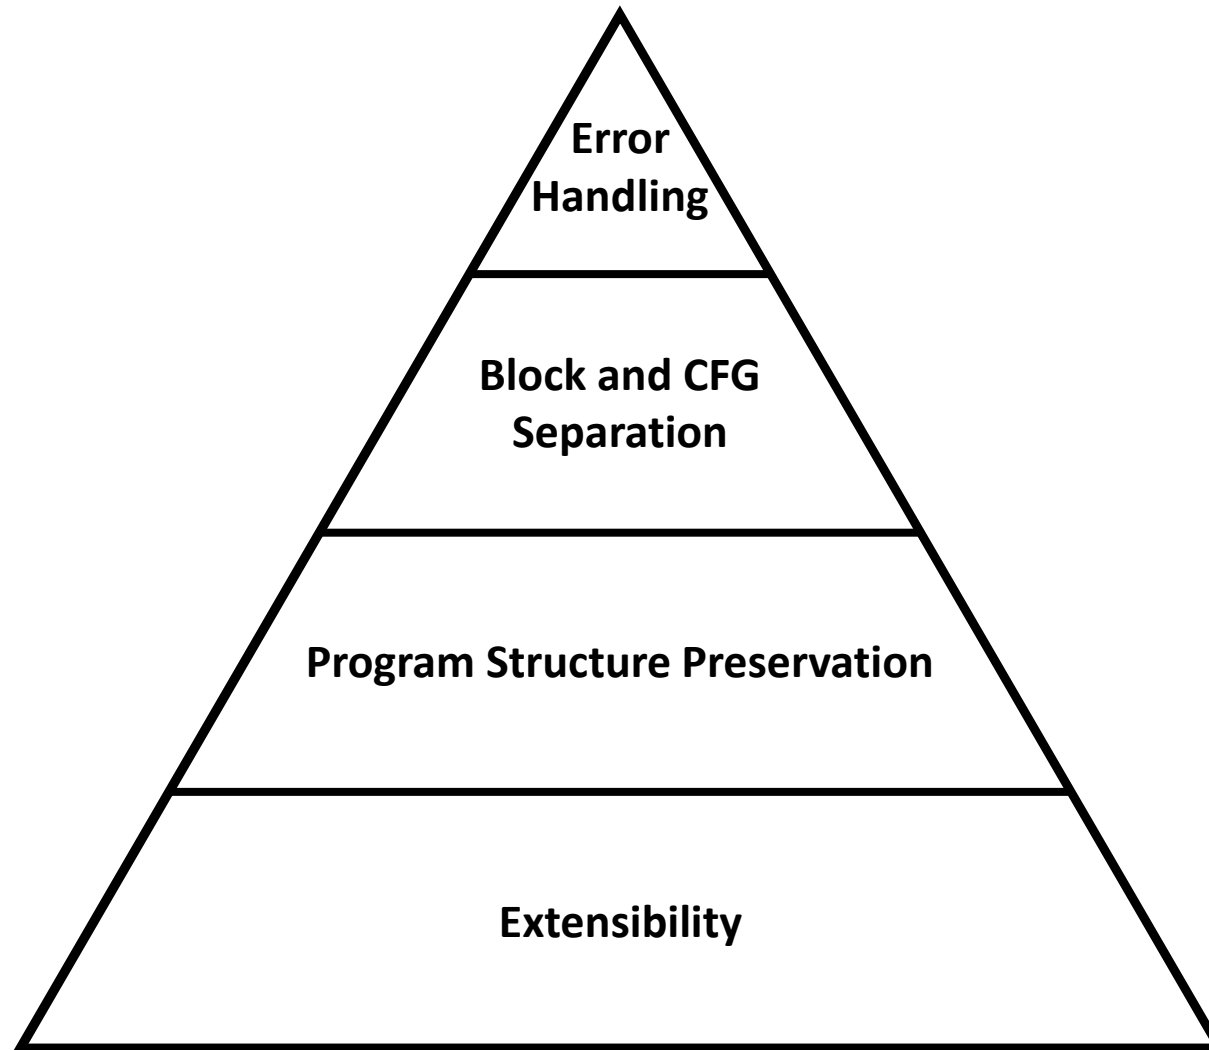 Error
Handling
Block and CFG
Separation
Program Structure Preservation
Extensibility